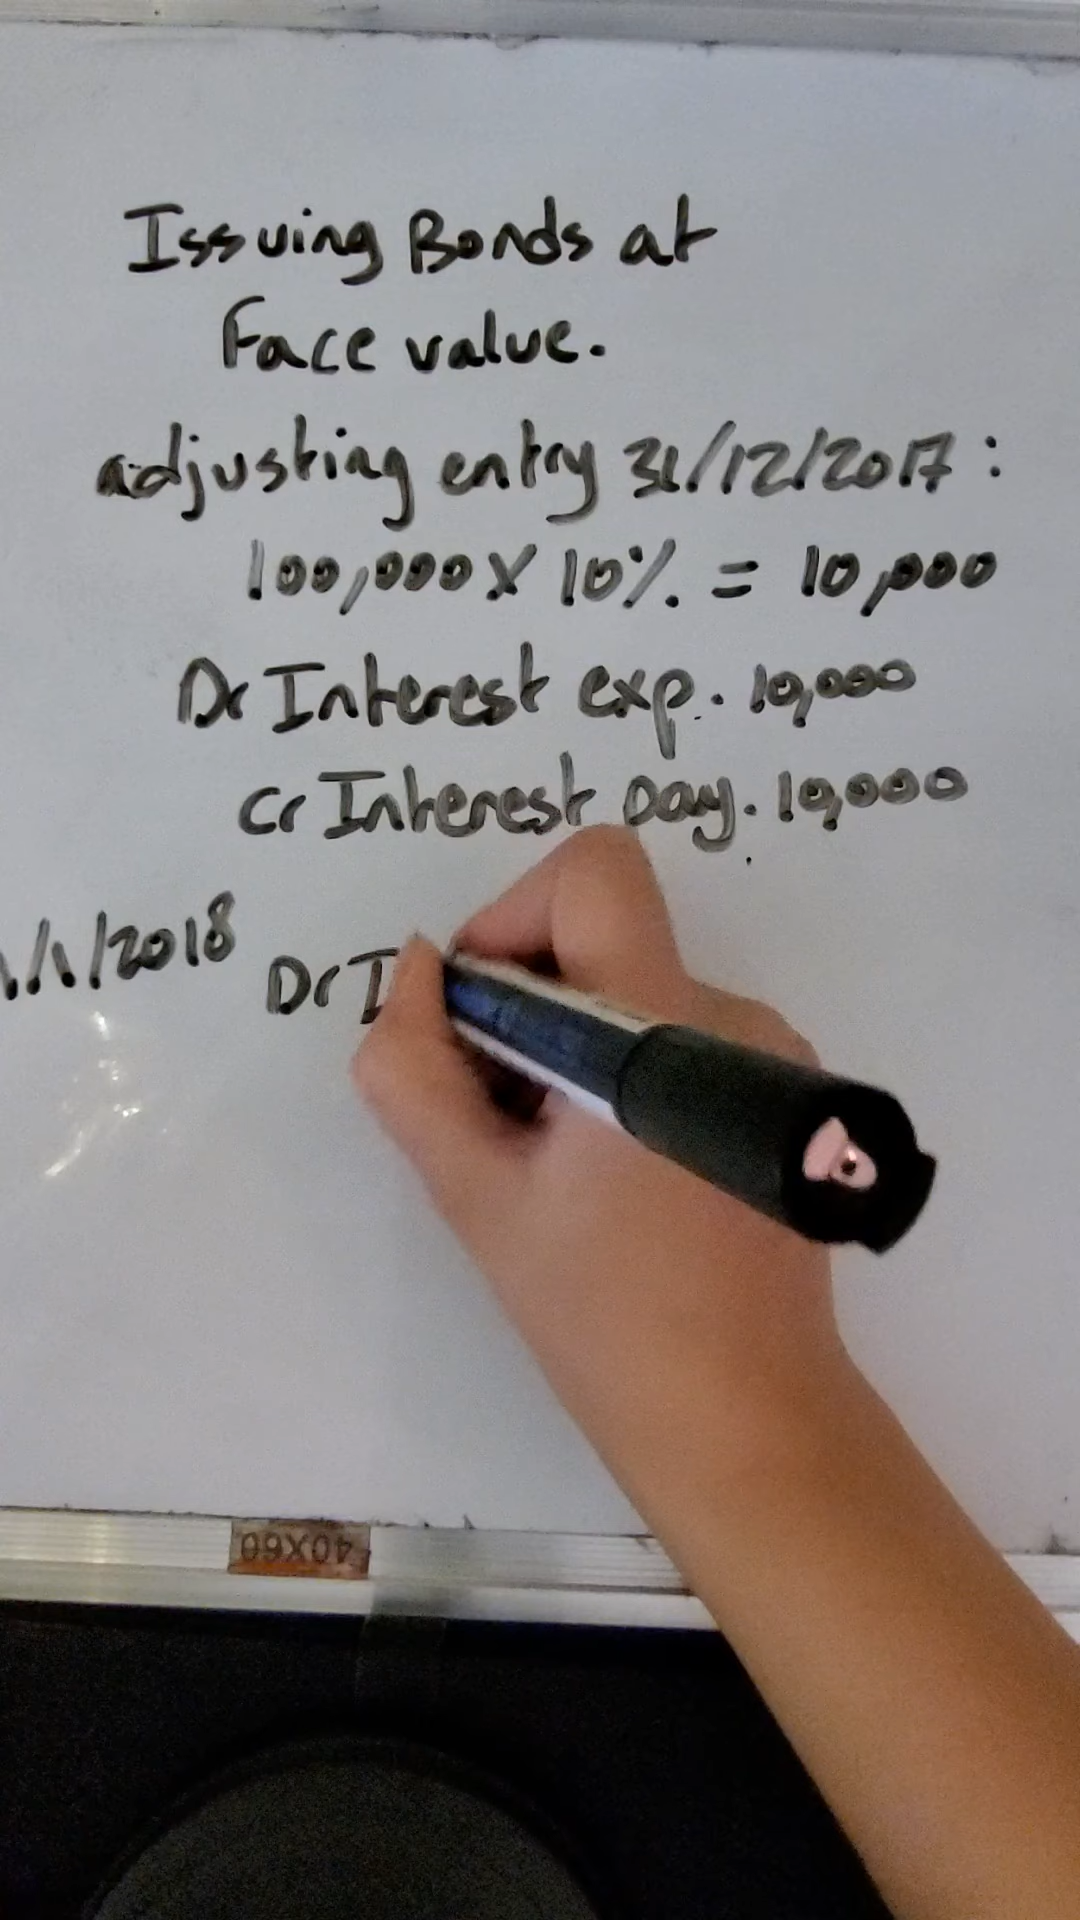 Issuing Bonds at
Face value.
adjusting entry 31/12/2017:
100,000 X 10% = 10,000
Dr Interest exp. 10,000
Cr Interest pay. 10,000
1/1/2018 Dr I
40X60